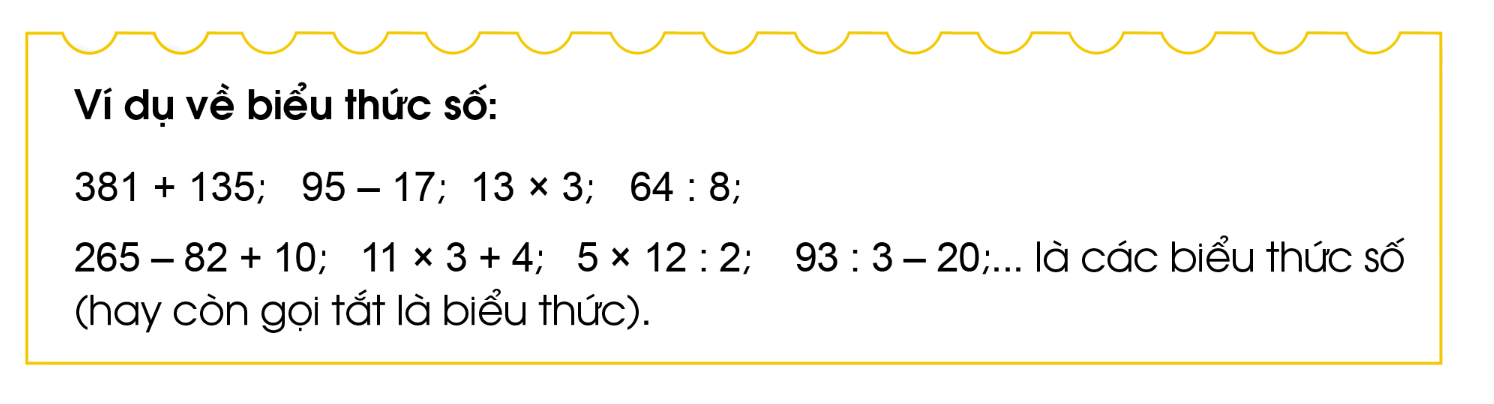 Ví dụ về biểu thức số:
381 + 135; 95 – 17; 13 × 3; 64 : 8;
265 – 82 + 10; 11 × 3 + 4; 5 × 12 : 2; 93 : 3 – 20;... là các biểu thức số
(hay còn gọi tắt là biểu thức).